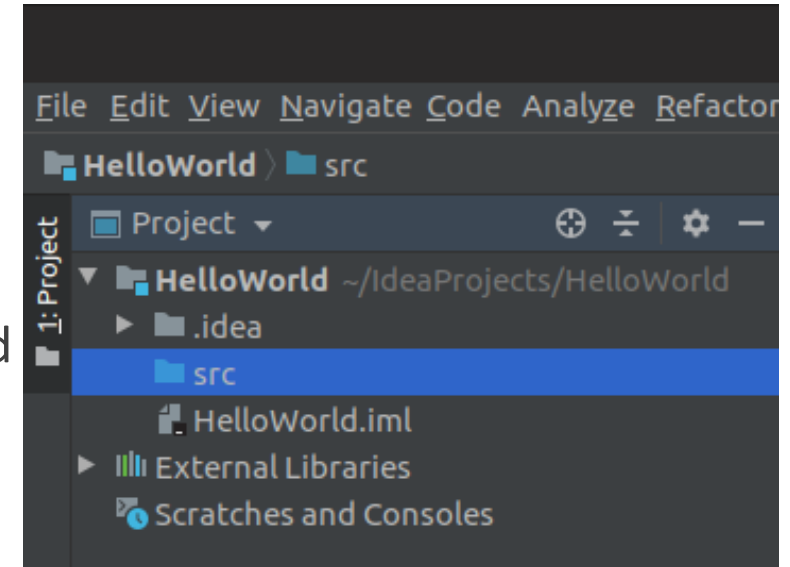 File Edit View Navigate Code Analyze Refactor
HelloWorld src
Project
1: Project
HelloWorld ~/IdeaProjects/HelloWorld
.idea
d
src
HelloWorld.iml
External Libraries
Scratches and Consoles